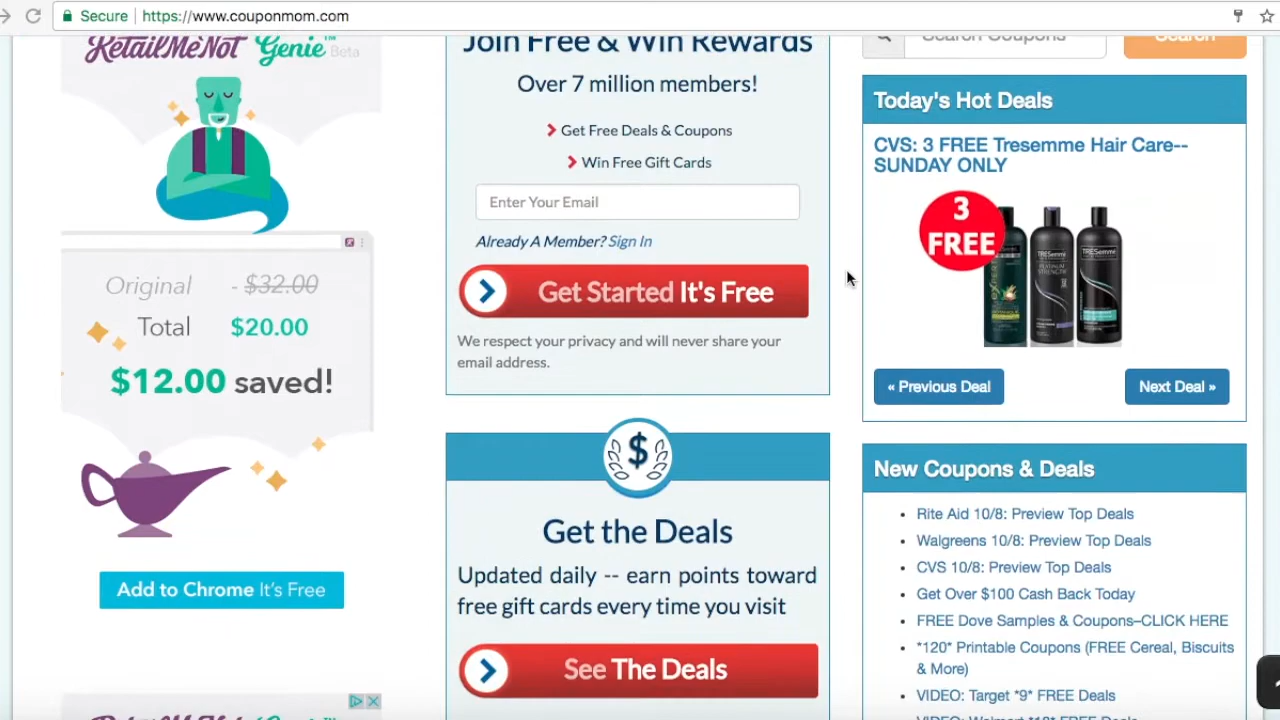 Secure
https://www.couponmom.com
RetailMeNot Genie™ Beta
Original - $32.00
Total $20.00
$12.00 saved!
Add to Chrome It's Free
Join Free & Win Rewards
Over 7 million members!
Get Free Deals & Coupons
Win Free Gift Cards
Enter Your Email
Already A Member? Sign In
Get Started It's Free
We respect your privacy and will never share your
email address.
$
Get the Deals
Updated daily -- earn points toward
free gift cards every time you visit
See The Deals
Search Coupons
Search
Today's Hot Deals
CVS: 3 FREE Tresemme Hair Care--
SUNDAY ONLY
3
FREE
TRESemmé TRESemmé
« Previous Deal
Next Deal »
New Coupons & Deals
Rite Aid 10/8: Preview Top Deals
Walgreens 10/8: Preview Top Deals
CVS 10/8: Preview Top Deals
Get Over $100 Cash Back Today
FREE Dove Samples & Coupons–CLICK HERE
*120* Printable Coupons (FREE Cereal, Biscuits
& More)
VIDEO: Target *9* FREE Deals